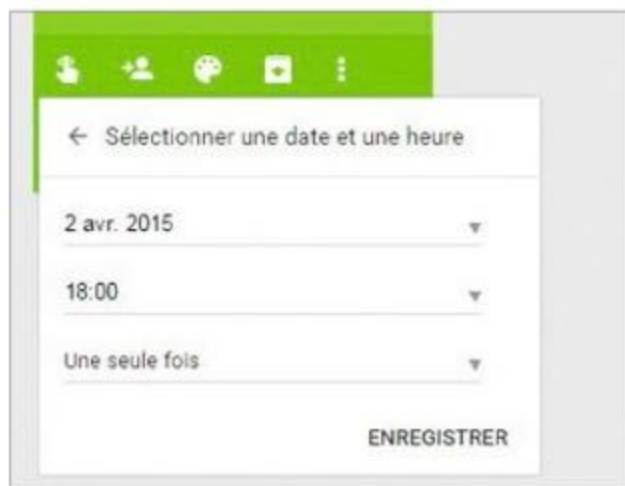 Sélectionner une date et une heure
2 avr. 2015
18:00
Une seule fois
ENREGISTRER